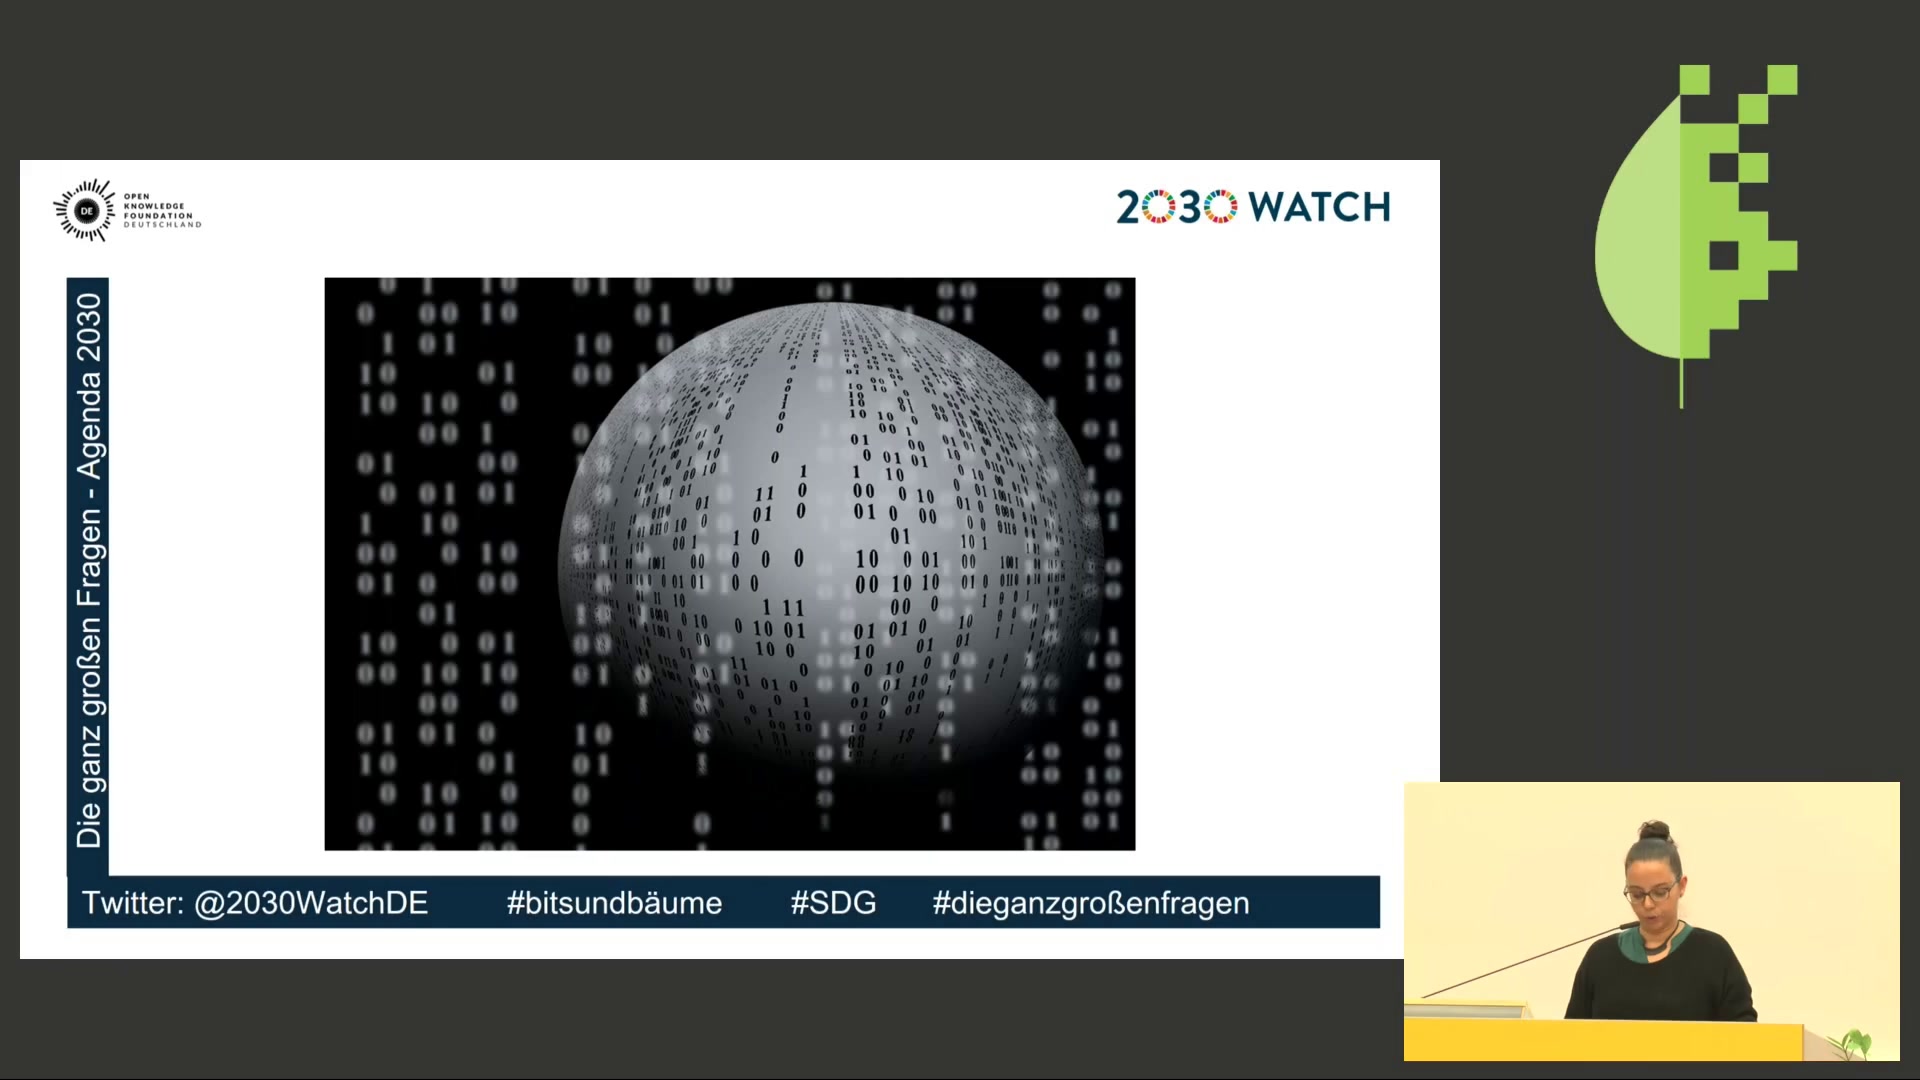 DE
OPEN
KNOWLEDGE
FOUNDATION
DEUTSCHLAND
2030 WATCH
Die ganz großen Fragen - Agenda 2030
Twitter: @2030WatchDE #bitsundbäume #SDG #dieganzgroßenfragen